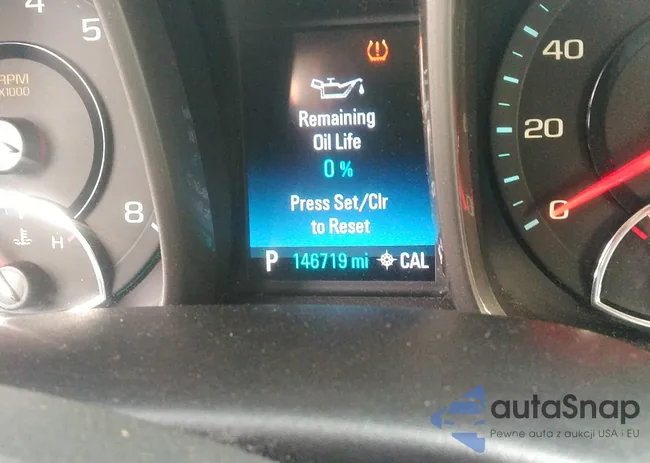 4
5
RPM
X1000
8
H
Remaining
Oil Life
0 %
Press Set/Clr
to Reset
P 146719 mi CAL
40
20
0
autaSnap
Pewne auta z aukcji USA i EU